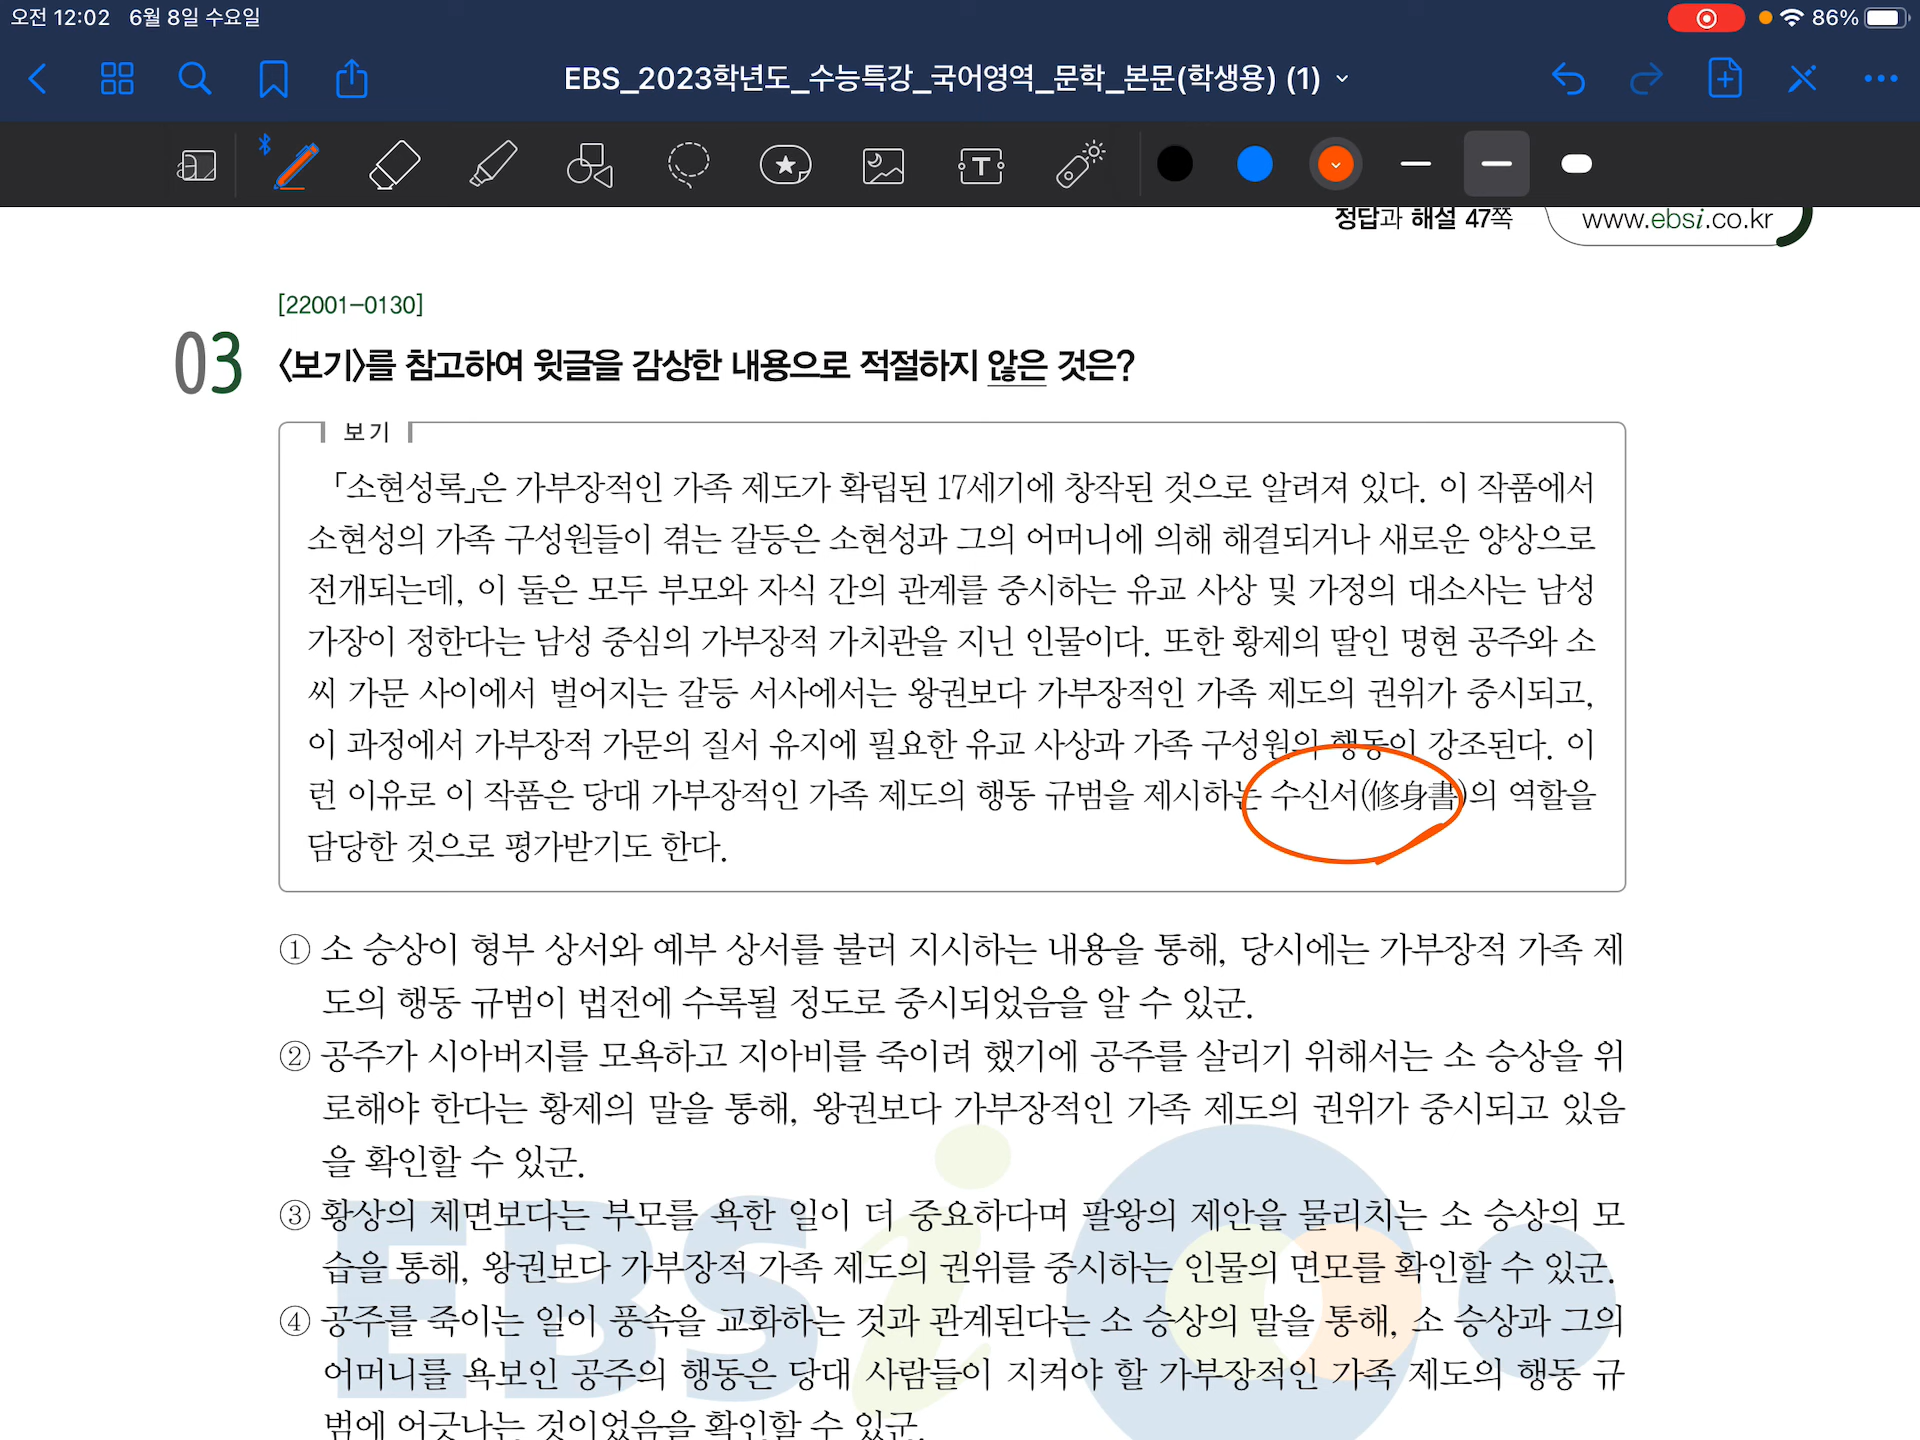 오전 12:02 6월 8일 수요일
86%
EBS_2023학년도_수능특강_국어영역_문학_본문(학생용) (1)
정답과 해설 47쪽
www.ebsi.co.kr
[22001-0130]
03 〈보기〉를 참고하여 윗글을 감상한 내용으로 적절하지 않은 것은?
보기
「소현성록」은 가부장적인 가족 제도가 확립된 17세기에 창작된 것으로 알려져 있다. 이 작품에서
소현성의 가족 구성원들이 겪는 갈등은 소현성과 그의 어머니에 의해 해결되거나 새로운 양상으로
전개되는데, 이 둘은 모두 부모와 자식 간의 관계를 중시하는 유교 사상 및 가정의 대소사는 남성
가장이 정한다는 남성 중심의 가부장적 가치관을 지닌 인물이다. 또한 황제의 딸인 명현 공주와 소
씨 가문 사이에서 벌어지는 갈등 서사에서는 왕권보다 가부장적인 가족 제도의 권위가 중시되고,
이 과정에서 가부장적 가문의 질서 유지에 필요한 유교 사상과 가족 구성원의 행동이 강조된다. 이
런 이유로 이 작품은 당대 가부장적인 가족 제도의 행동 규범을 제시하는 수신서(修身書)의 역할을
담당한 것으로 평가받기도 한다.
① 소 승상이 형부 상서와 예부 상서를 불러 지시하는 내용을 통해, 당시에는 가부장적 가족 제
도의 행동 규범이 법전에 수록될 정도로 중시되었음을 알 수 있군.
② 공주가 시아버지를 모욕하고 지아비를 죽이려 했기에 공주를 살리기 위해서는 소 승상을 위
로해야 한다는 황제의 말을 통해, 왕권보다 가부장적인 가족 제도의 권위가 중시되고 있음
을 확인할 수 있군.
③ 황상의 체면보다는 부모를 욕한 일이 더 중요하다며 팔왕의 제안을 물리치는 소 승상의 모
습을 통해, 왕권보다 가부장적 가족 제도의 권위를 중시하는 인물의 면모를 확인할 수 있군.
④ 공주를 죽이는 일이 풍속을 교화하는 것과 관계된다는 소 승상의 말을 통해, 소 승상과 그의
어머니를 욕보인 공주의 행동은 당대 사람들이 지켜야 할 가부장적인 가족 제도의 행동 규
범에 어긋나는 것이었음을 확인할 수 있군.
EBSi